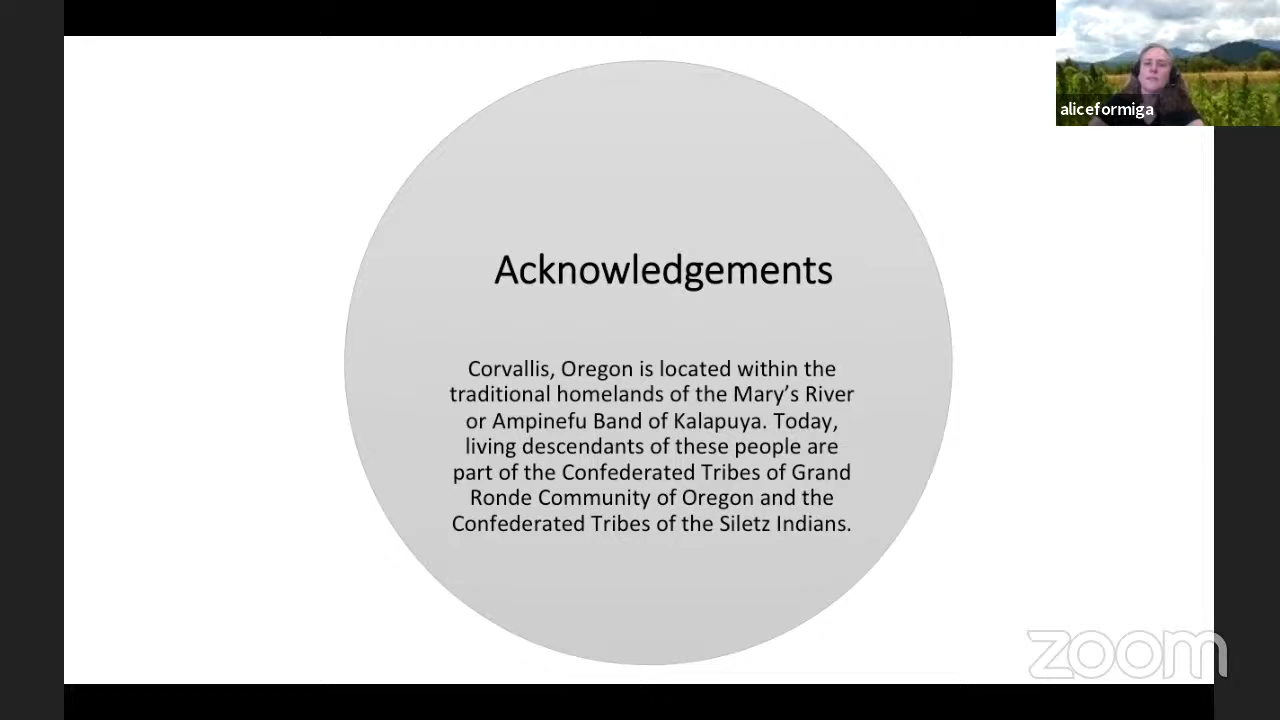 aliceformiga
Acknowledgements
Corvallis, Oregon is located within the
traditional homelands of the Mary’s River
or Ampinefu Band of Kalapuya. Today,
living descendants of these people are
part of the Confederated Tribes of Grand
Ronde Community of Oregon and the
Confederated Tribes of the Siletz Indians.
zoom